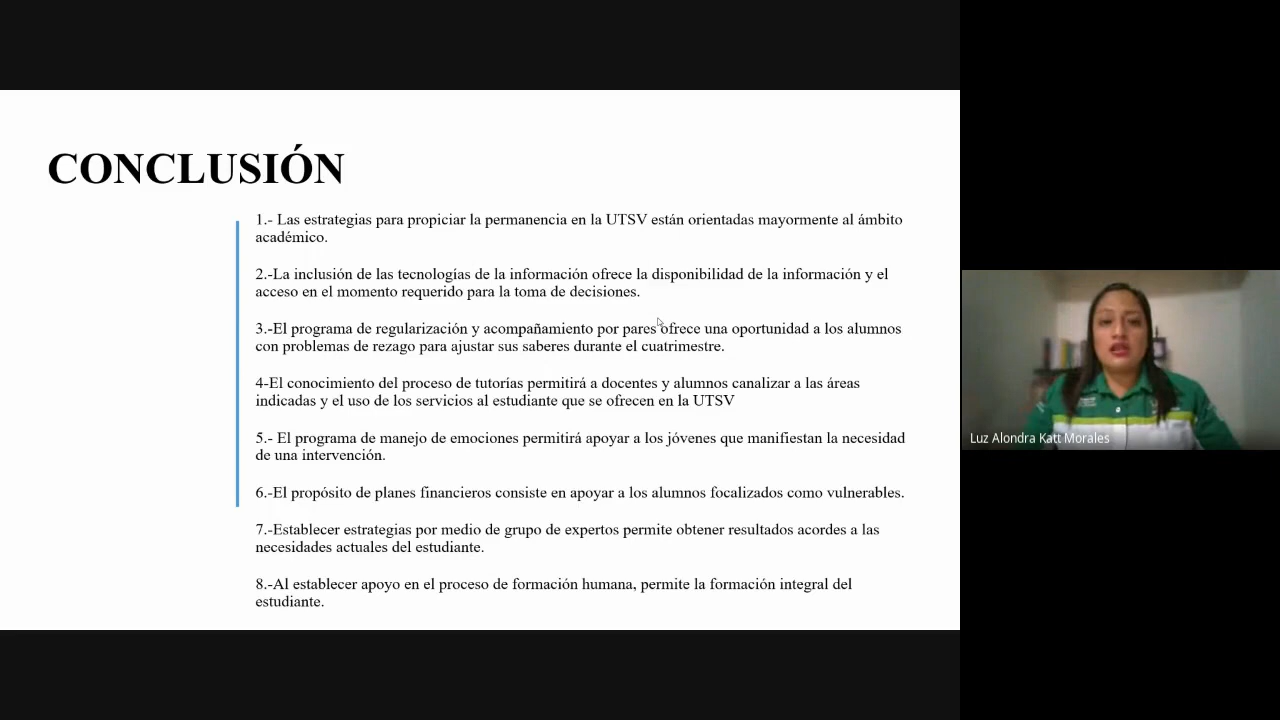 CONCLUSIÓN
1.- Las estrategias para propiciar la permanencia en la UTSV están orientadas mayormente al ámbito
académico.
2.-La inclusión de las tecnologías de la información ofrece la disponibilidad de la información y el
acceso en el momento requerido para la toma de decisiones.
3.-El programa de regularización y acompañamiento por pares ofrece una oportunidad a los alumnos
con problemas de rezago para ajustar sus saberes durante el cuatrimestre.
4-El conocimiento del proceso de tutorías permitirá a docentes y alumnos canalizar a las áreas
indicadas y el uso de los servicios al estudiante que se ofrecen en la UTSV
5.- El programa de manejo de emociones permitirá apoyar a los jóvenes que manifiestan la necesidad
de una intervención.
6.-El propósito de planes financieros consiste en apoyar a los alumnos focalizados como vulnerables.
7.-Establecer estrategias por medio de grupo de expertos permite obtener resultados acordes a las
necesidades actuales del estudiante.
8.-Al establecer apoyo en el proceso de formación humana, permite la formación integral del
estudiante.
Luz Alondra Katt Morales